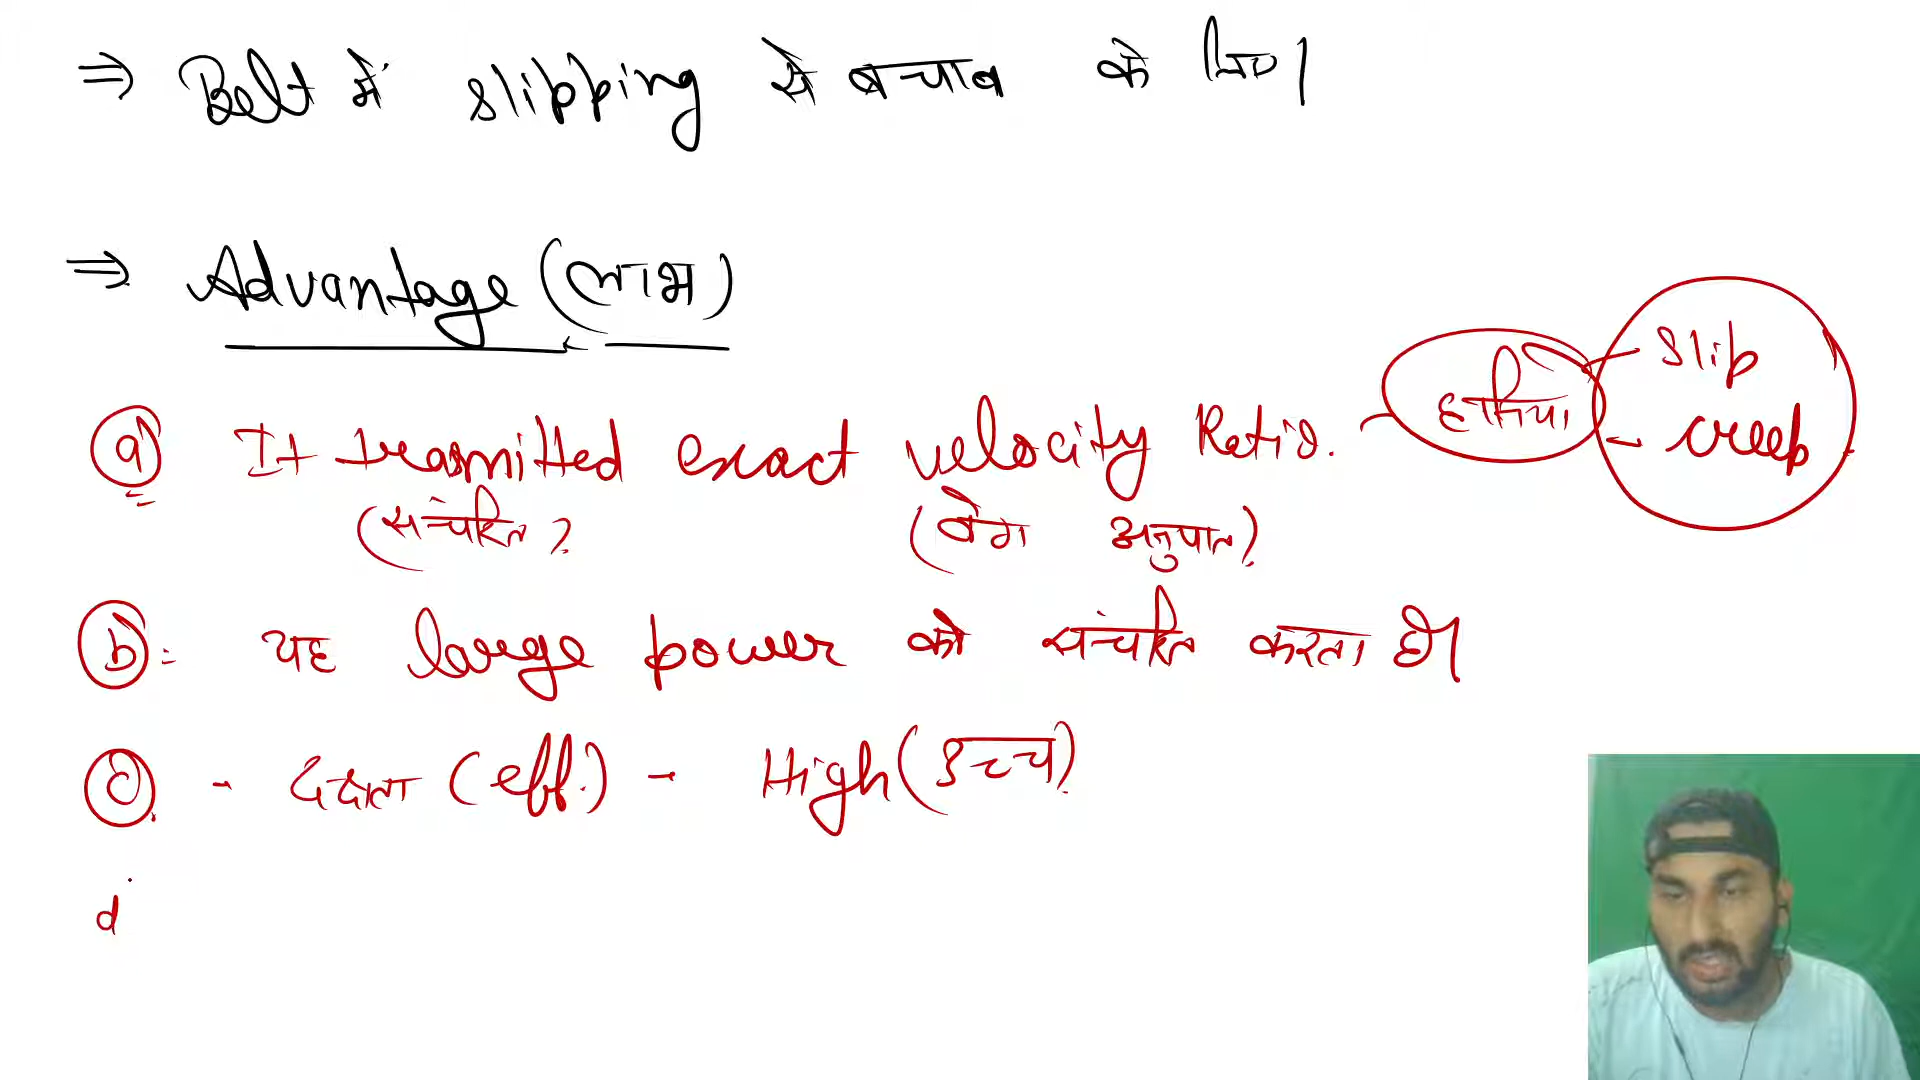 ⇒ Belt में slipping से बचाव के लिए।
⇒ Advantage (लाभ)
ⓐ It trasmitted exact velocity Ratio.
हानियां - slip
- creep
(संचरित)
(वेग अनुपात)
ⓑ: यह large power को संचरित करता है।
ⓒ - दक्षता (eff.) - High (उच्च)
d